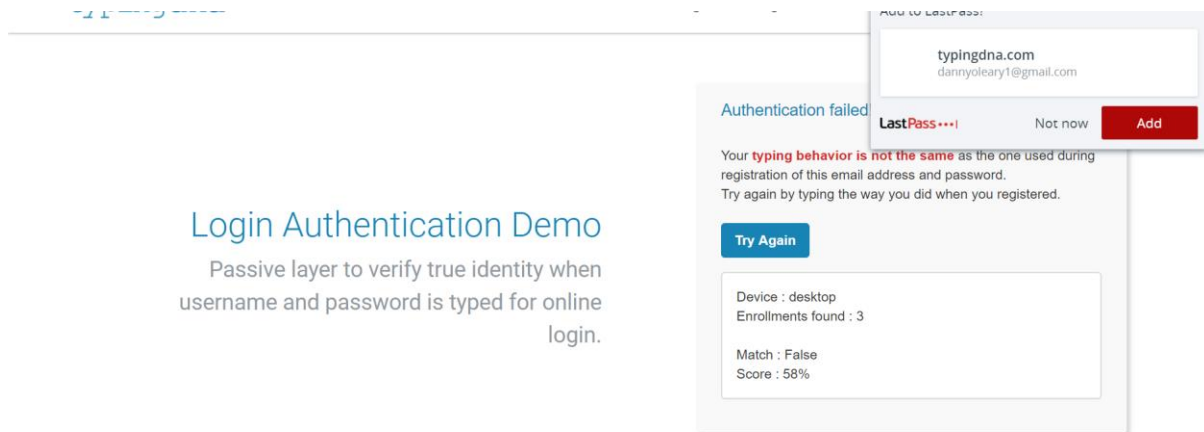 Add to LastPass?
typingdna.com
dannyoleary1@gmail.com
LastPass
Not now
Add
Authentication failed
Your typing behavior is not the same as the one used during
registration of this email address and password.
Try again by typing the way you did when you registered.
Try Again
Login Authentication Demo
Passive layer to verify true identity when
username and password is typed for online
login.
Device : desktop
Enrollments found : 3
Match : False
Score : 58%